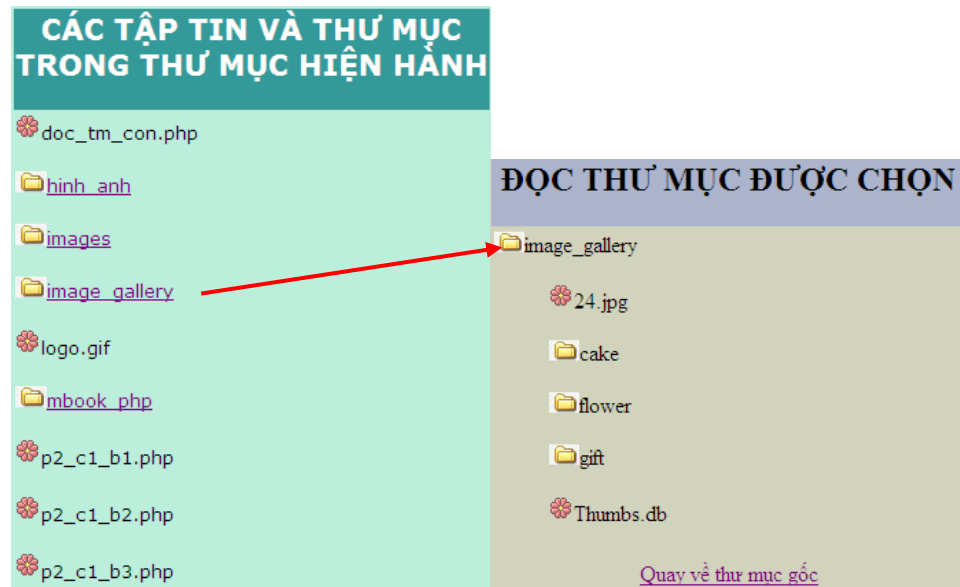 CÁC TẬP TIN VÀ THƯ MỤC
TRONG THƯ MỤC HIỆN HÀNH
doc_tm_con.php
hinh_anh
images
image_gallery
logo.gif
mbook_php
p2_c1_b1.php
p2_c1_b2.php
p2_c1_b3.php
ĐỌC THƯ MỤC ĐƯỢC CHỌN
image_gallery
24.jpg
cake
flower
gift
Thumbs.db
Quay về thư mục gốc